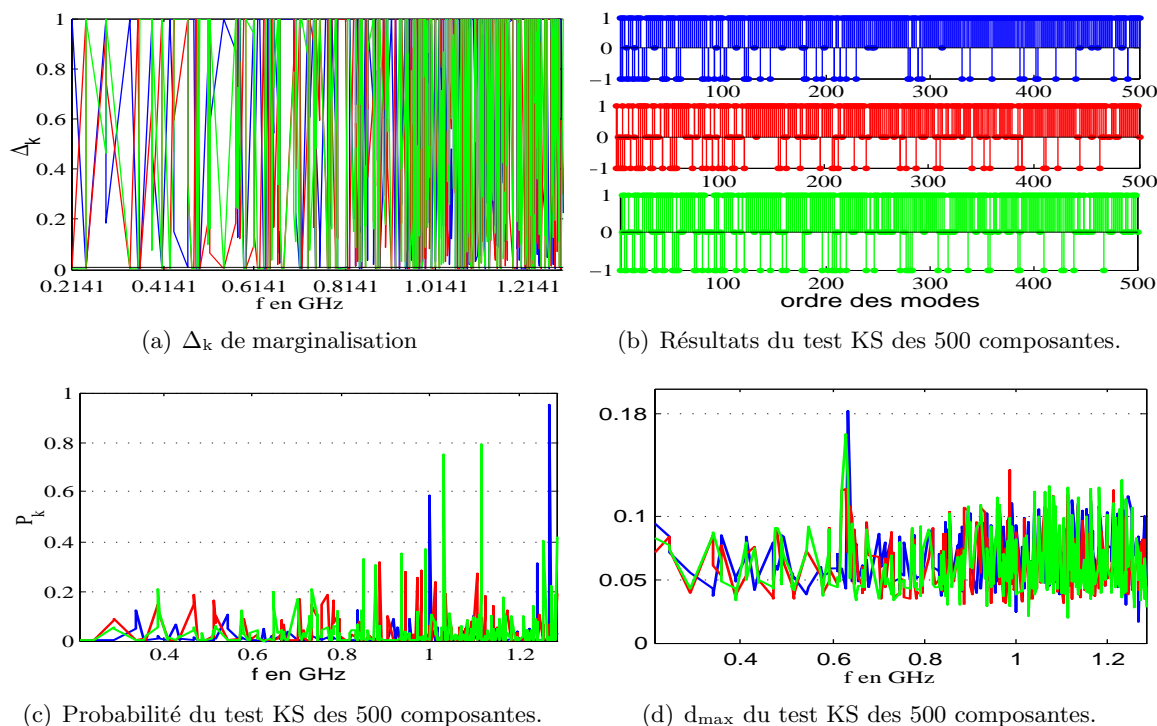 1
0.8
0.6
0.4
0.2
0
Δk
0.2141 0.4141 0.6141 0.8141 1.0141 1.2141
f en GHz
(a) Δk de marginalisation
1
0
−1
100 200 300 400 500
1
0
−1
100 200 300 400 500
1
0
−1
100 200 300 400 500
ordre des modes
(b) Résultats du test KS des 500 composantes.
1
0.8
0.6
0.4
0.2
0
Pk
0.4 0.6 0.8 1 1.2
f en GHz
(c) Probabilité du test KS des 500 composantes.
0.18
0.1
0.05
0
0.4 0.6 0.8 1 1.2
f en GHz
(d) dmax du test KS des 500 composantes.